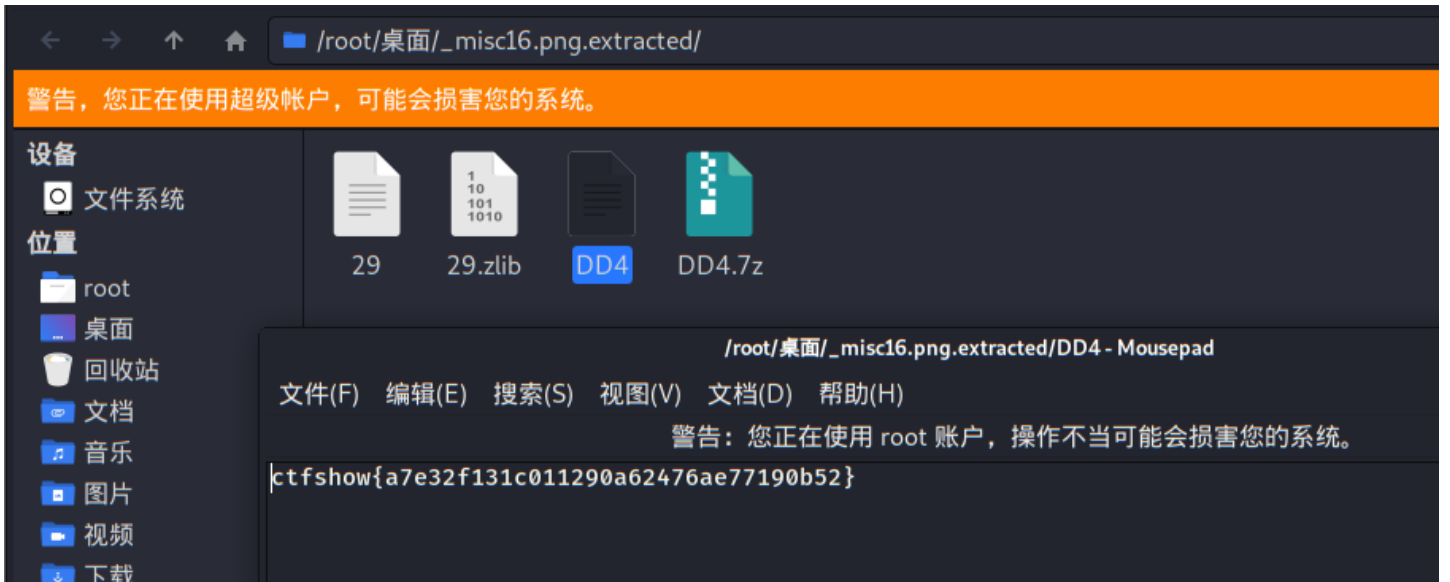 /root/桌面/_misc16.png.extracted/
警告，您正在使用超级帐户，可能会损害您的系统。
设备
文件系统
位置
root
桌面
回收站
文档
音乐
图片
视频
下载
1
10
101
1010
29
29.zlib
DD4
DD4.7z
/root/桌面/_misc16.png.extracted/DD4 - Mousepad
文件(F) 编辑(E) 搜索(S) 视图(V) 文档(D) 帮助(H)
警告：您正在使用 root 账户，操作不当可能会损害您的系统。
ctfshow{a7e32f131c011290a62476ae77190b52}